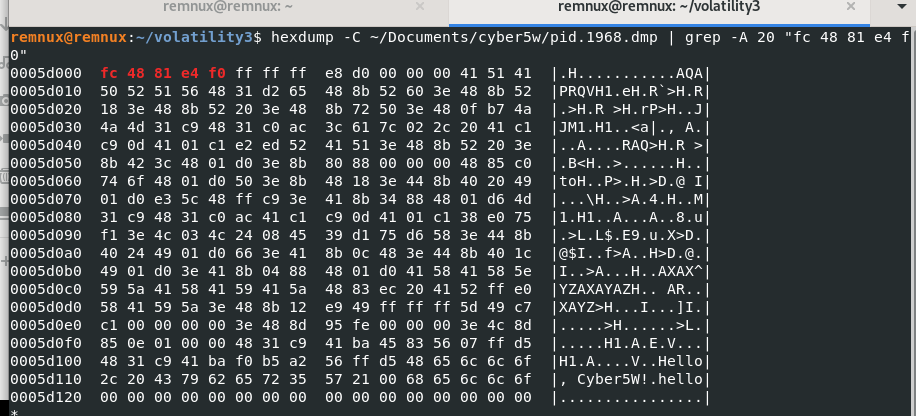 remnux@remnux: ~
remnux@remnux: ~/volatility3
remnux@remnux:~/volatility3$ hexdump -C ~/Documents/cyber5w/pid.1968.dmp | grep -A 20 "fc 48 81 e4 f
0"
0005d000  fc 48 81 e4 f0 ff ff ff  e8 d0 00 00 00 41 51 41  |.H...........AQA|
0005d010  50 52 51 56 48 31 d2 65  48 8b 52 60 3e 48 8b 52  |PRQVH1.eH.R`>H.R|
0005d020  18 3e 48 8b 52 20 3e 48  8b 72 50 3e 48 0f b7 4a  |.>H.R >H.rP>H..J|
0005d030  4a 4d 31 c9 48 31 c0 ac  3c 61 7c 02 2c 20 41 c1  |JM1.H1..<a|., A.|
0005d040  c9 0d 41 01 c1 e2 ed 52  41 51 3e 48 8b 52 20 3e  |..A....RAQ>H.R >|
0005d050  8b 42 3c 48 01 d0 3e 8b  80 88 00 00 00 48 85 c0  |.B<H..>......H..|
0005d060  74 6f 48 01 d0 50 3e 8b  48 18 3e 44 8b 40 20 49  |toH..P>.H.>D.@ I|
0005d070  01 d0 e3 5c 48 ff c9 3e  41 8b 34 88 48 01 d6 4d  |...\H..>A.4.H..M|
0005d080  31 c9 48 31 c0 ac 41 c1  c9 0d 41 01 c1 38 e0 75  |1.H1..A...A..8.u|
0005d090  f1 3e 4c 03 4c 24 08 45  39 d1 75 d6 58 3e 44 8b  |.>L.L$.E9.u.X>D.|
0005d0a0  40 24 49 01 d0 66 3e 41  8b 0c 48 3e 44 8b 40 1c  |@$I..f>A..H>D.@.|
0005d0b0  49 01 d0 3e 41 8b 04 88  48 01 d0 41 58 41 58 5e  |I..>A...H..AXAX^|
0005d0c0  59 5a 41 58 41 59 41 5a  48 83 ec 20 41 52 ff e0  |YZAXAYAZH.. AR..|
0005d0d0  58 41 59 5a 3e 48 8b 12  e9 49 ff ff ff 5d 49 c7  |XAYZ>H...I...]I.|
0005d0e0  c1 00 00 00 00 3e 48 8d  95 fe 00 00 00 3e 4c 8d  |.....>H......>L.|
0005d0f0  85 0e 01 00 00 48 31 c9  41 ba 45 83 56 07 ff d5  |.....H1.A.E.V...|
0005d100  48 31 c9 41 ba f0 b5 a2  56 ff d5 48 65 6c 6c 6f  |H1.A....V..Hello|
0005d110  2c 20 43 79 62 65 72 35  57 21 00 68 65 6c 6c 6f  |, Cyber5W!.hello|
0005d120  00 00 00 00 00 00 00 00  00 00 00 00 00 00 00 00  |................|
*